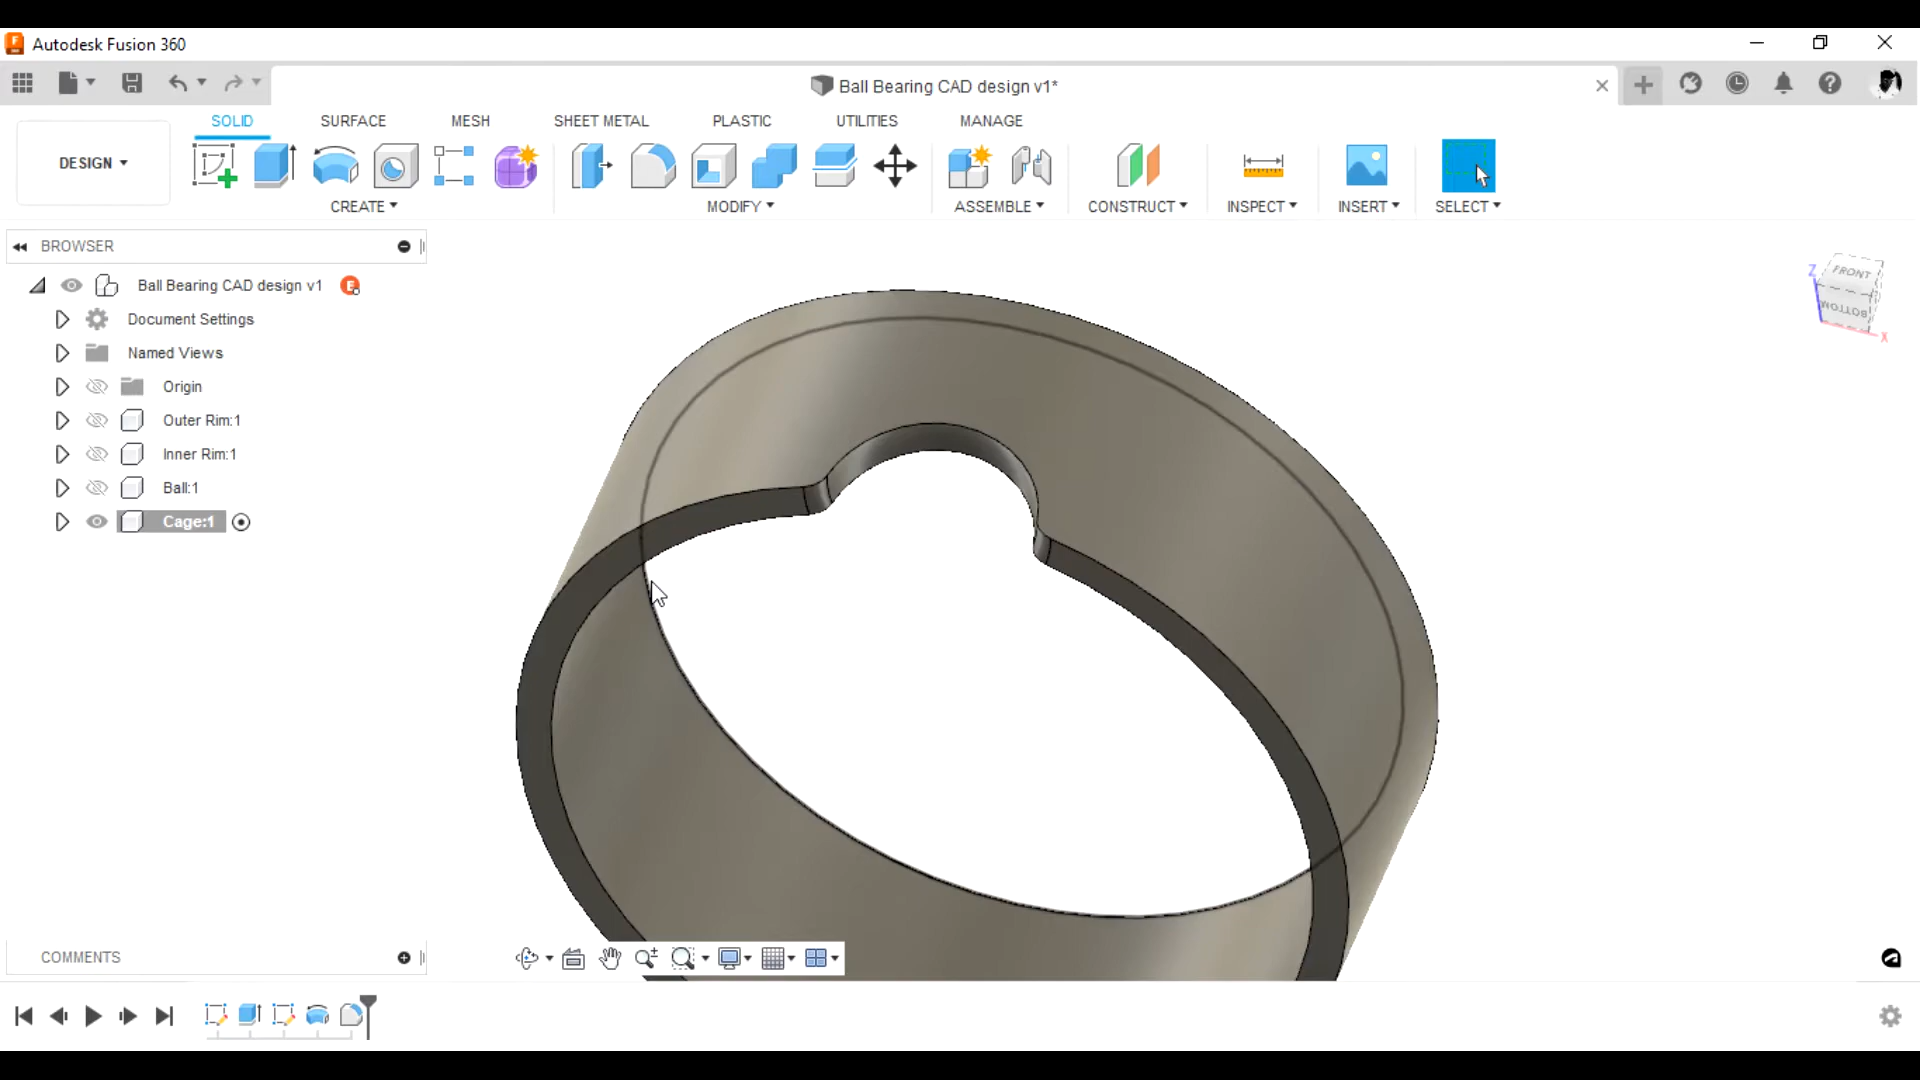 Autodesk Fusion 360
Ball Bearing CAD design v1*
DESIGN
SOLID SURFACE MESH SHEET METAL PLASTIC UTILITIES MANAGE
CREATE MODIFY ASSEMBLE CONSTRUCT INSPECT INSERT SELECT
BROWSER
Ball Bearing CAD design v1
Document Settings
Named Views
Origin
Outer Rim:1
Inner Rim:1
Ball:1
Cage:1
Z
FRONT
BOTTOM
X
COMMENTS